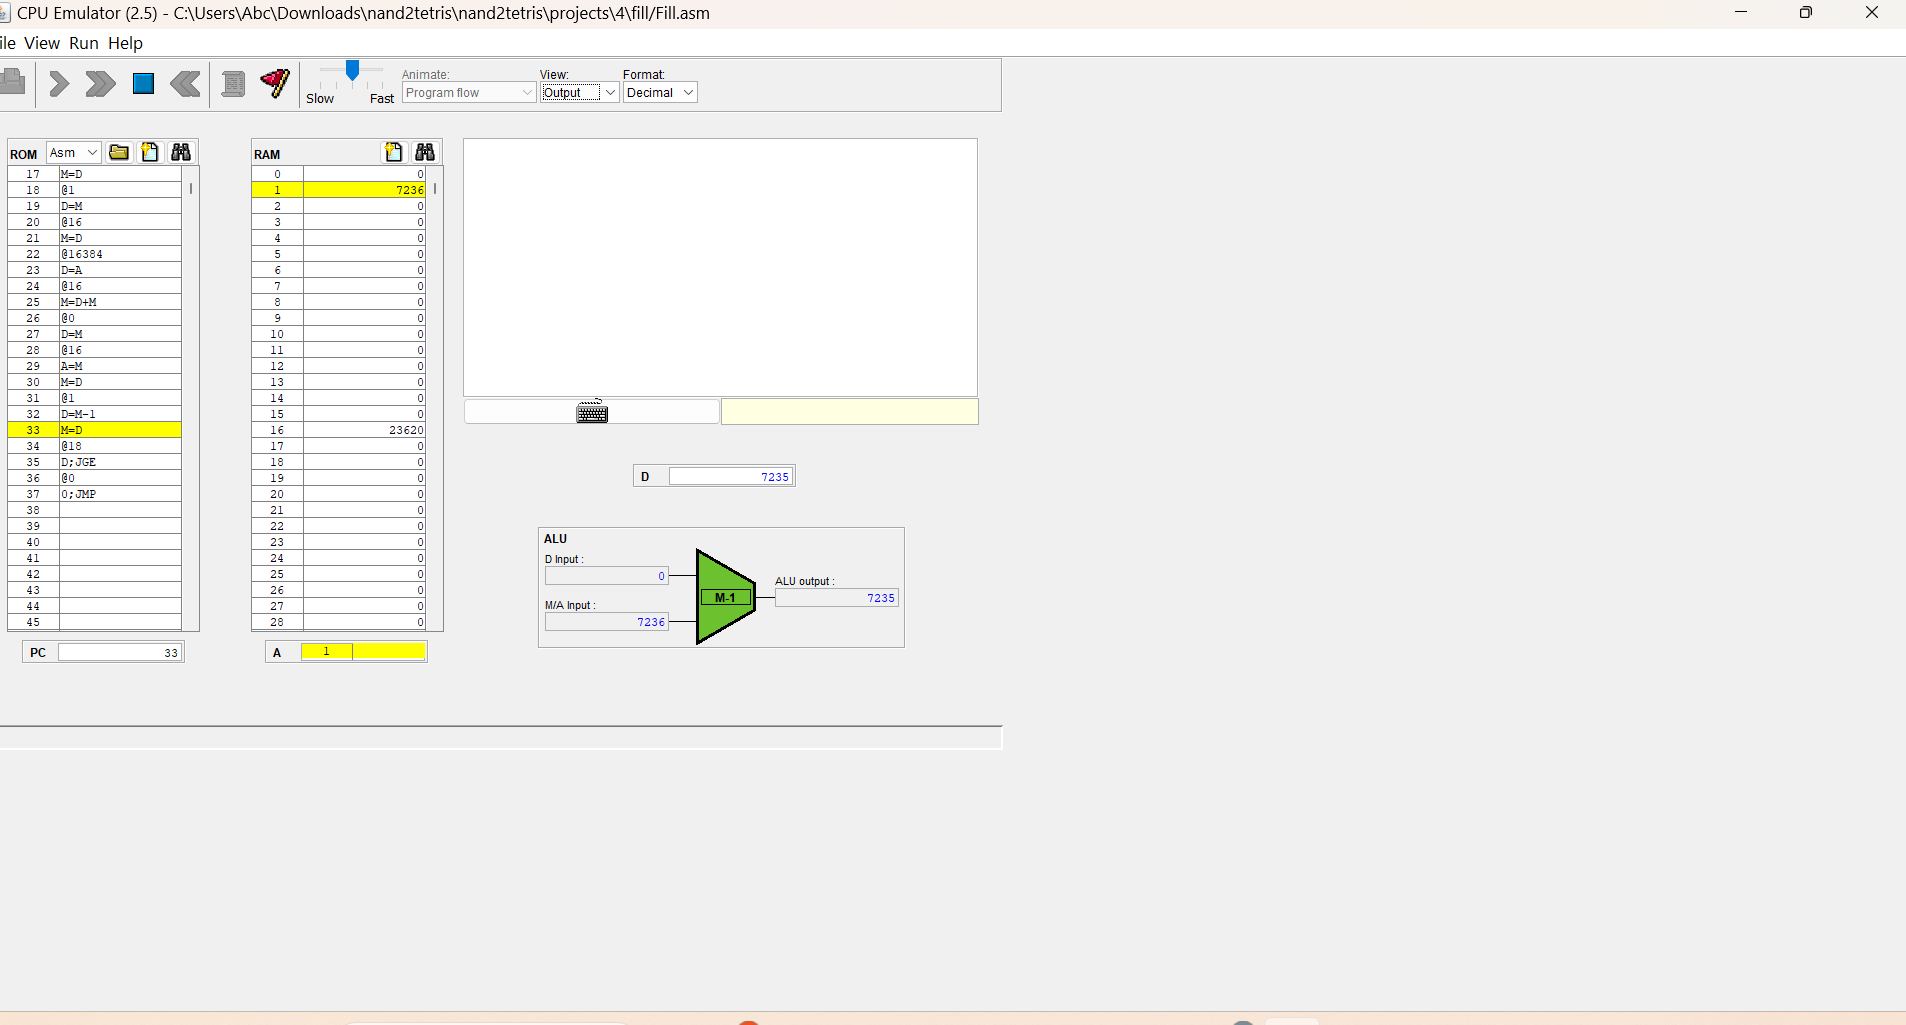 CPU Emulator (2.5) - C:\Users\Abc\Downloads\nand2tetris\nand2tetris\projects\4\fill/Fill.asm
ile View Run Help
Slow Fast
Animate:
Program flow
View:
Output
Format:
Decimal
ROM Asm
17 M=D
18 @1
19 D=M
20 @16
21 M=D
22 @16384
23 D=A
24 @16
25 M=D+M
26 @0
27 D=M
28 @16
29 A=M
30 M=D
31 @1
32 D=M-1
33 M=D
34 @18
35 D;JGE
36 @0
37 0;JMP
38
39
40
41
42
43
44
45
PC 33
RAM
0 0
1 7236
2 0
3 0
4 0
5 0
6 0
7 0
8 0
9 0
10 0
11 0
12 0
13 0
14 0
15 0
16 23620
17 0
18 0
19 0
20 0
21 0
22 0
23 0
24 0
25 0
26 0
27 0
28 0
A 1
D 7235
ALU
D Input :
0
M/A Input :
7236
M-1
ALU output :
7235